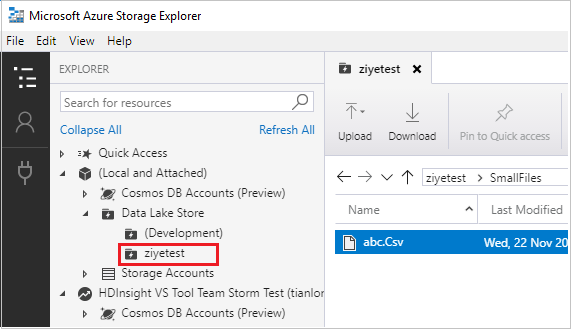 Microsoft Azure Storage Explorer
File View Help
EXPLORER
Search for resources
Collapse All Refresh All
Quick Access
(Local and Attached)
Cosmos DB Accounts (Preview)
Data Lake Store
(Development)
ziyetest
Storage Accounts
HDInsight VS Tool Team Storm Test (tianlor
Cosmos DB Accounts (Preview)
ziyetest
Upload Download Pin to Quick access
ziyetest SmallFiles
Name Last Modified
abc.Csv Wed, 22 Nov 20